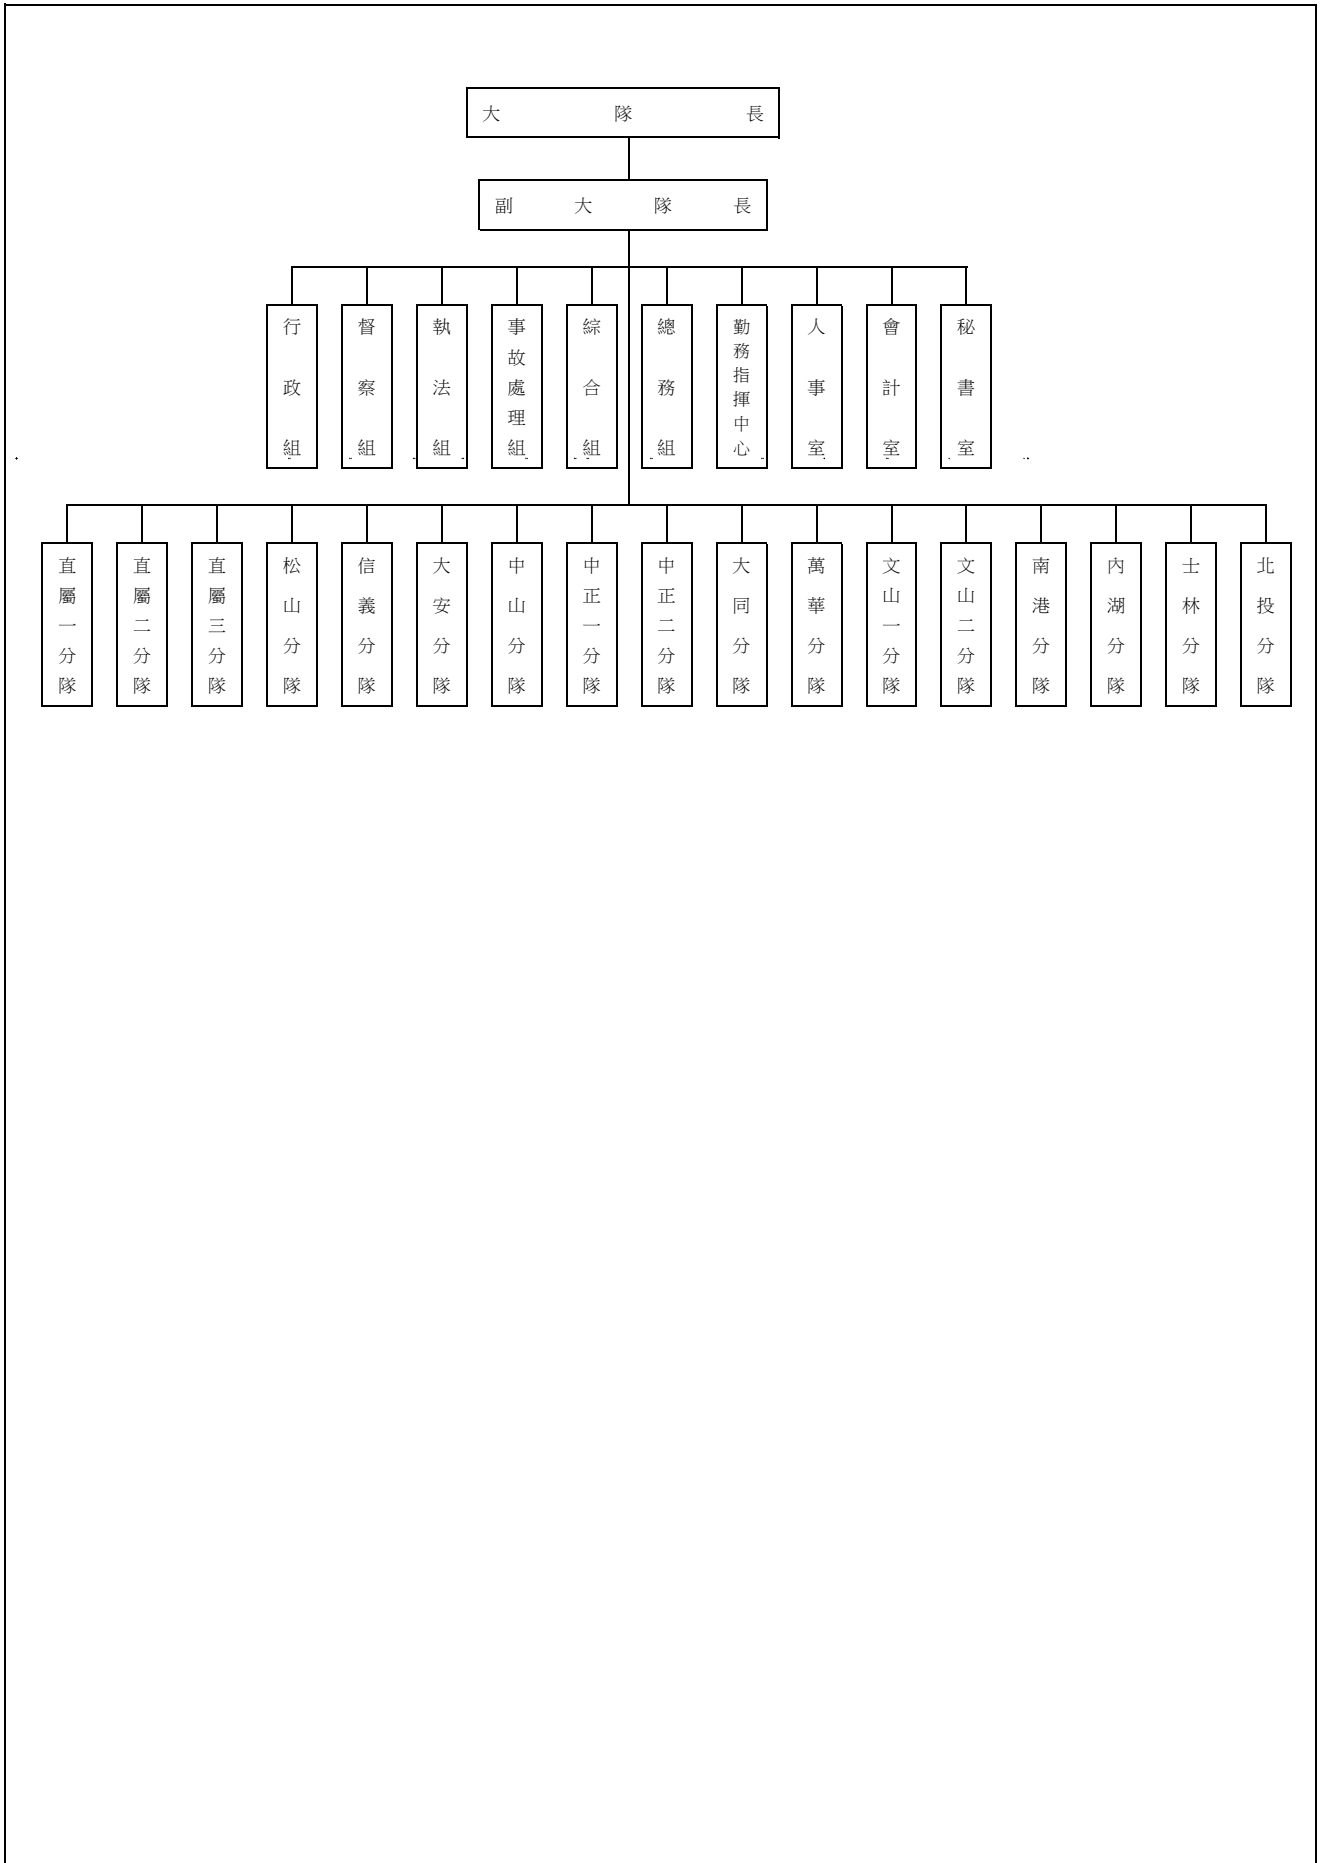 大隊長
副大隊長
行政組
督察組
執法組
事故處理組
綜合組
總務組
勤務指揮中心
人事室
會計室
秘書室
直屬一分隊
直屬二分隊
直屬三分隊
松山分隊
信義分隊
大安分隊
中山分隊
中正一分隊
中正二分隊
大同分隊
萬華分隊
文山一分隊
文山二分隊
南港分隊
內湖分隊
士林分隊
北投分隊